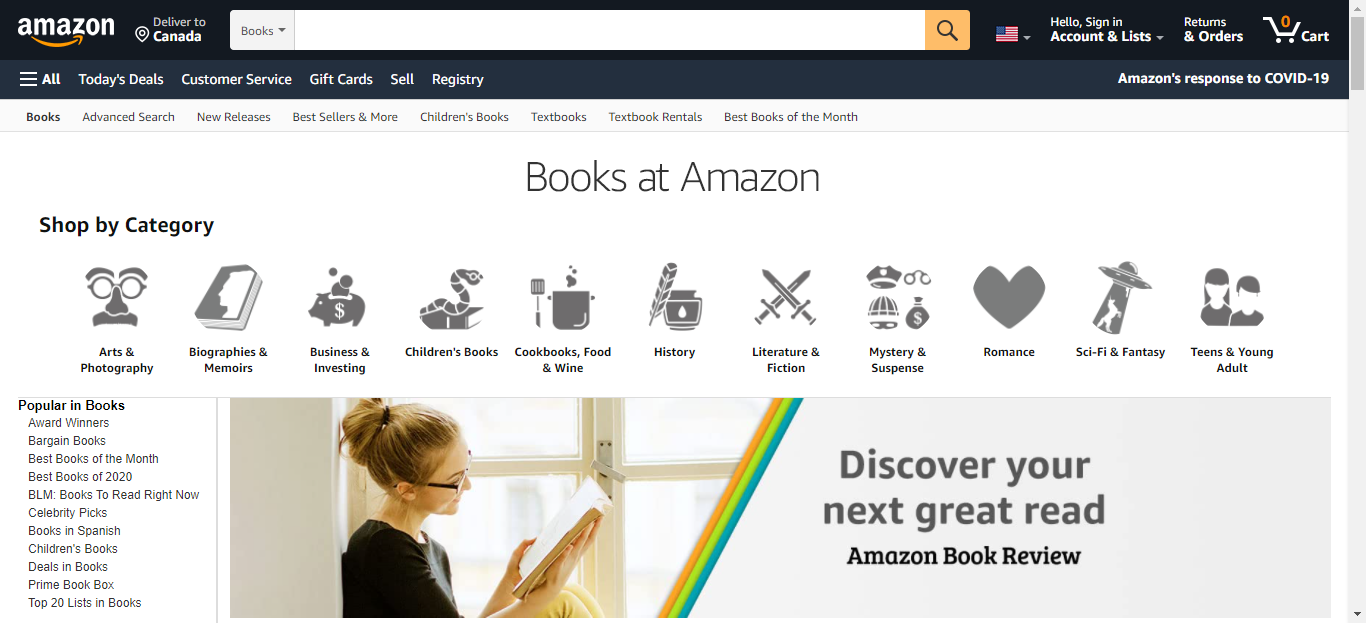 amazon
Deliver to
Canada
Books
Hello, Sign in
Account & Lists
Returns
& Orders
0
Cart
All
Today's Deals
Customer Service
Gift Cards
Sell
Registry
Amazon's response to COVID-19
Books
Advanced Search
New Releases
Best Sellers & More
Children's Books
Textbooks
Textbook Rentals
Best Books of the Month
Books at Amazon
Shop by Category
$
$
Arts &
Photography
Biographies &
Memoirs
Business &
Investing
Children's Books
Cookbooks, Food
& Wine
History
Literature &
Fiction
Mystery &
Suspense
Romance
Sci-Fi & Fantasy
Teens & Young
Adult
Popular in Books
Award Winners
Bargain Books
Best Books of the Month
Best Books of 2020
BLM: Books To Read Right Now
Celebrity Picks
Books in Spanish
Children's Books
Deals in Books
Prime Book Box
Top 20 Lists in Books
Discover your
next great read
Amazon Book Review